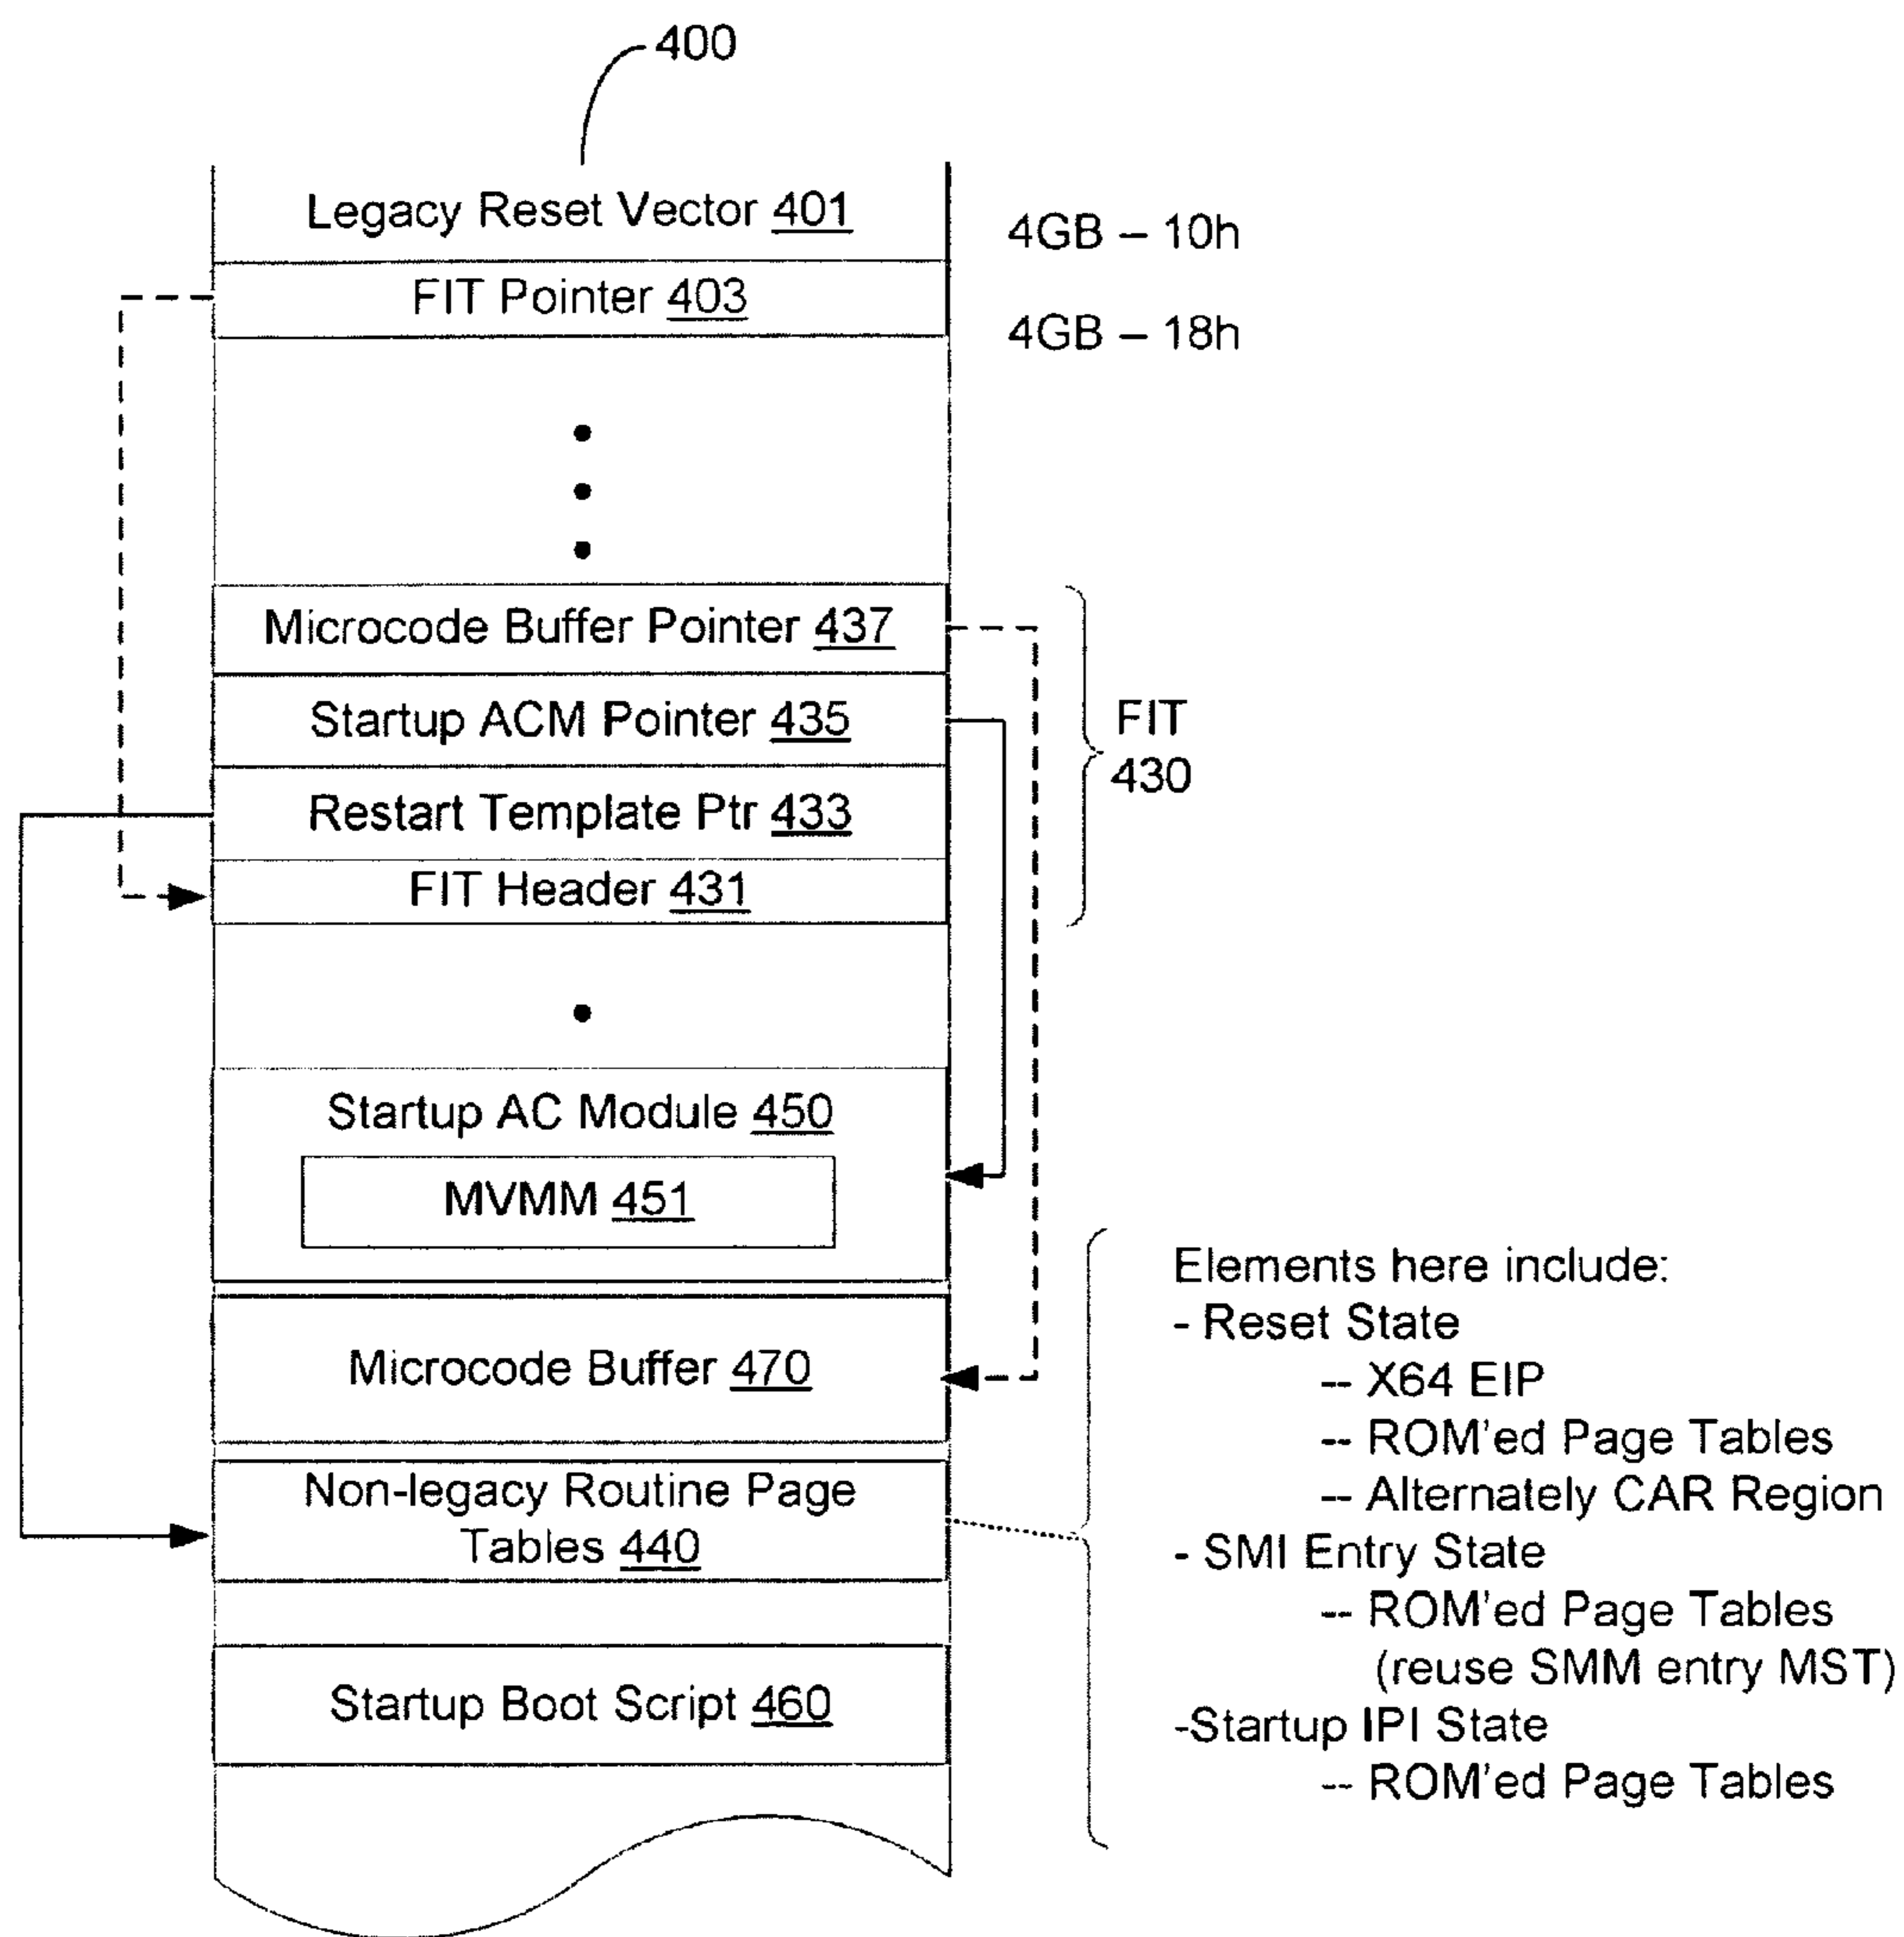 400
Legacy Reset Vector 401
4GB – 10h
FIT Pointer 403
4GB – 18h
Microcode Buffer Pointer 437
Startup ACM Pointer 435
FIT
430
Restart Template Ptr 433
FIT Header 431
Startup AC Module 450
MVMM 451
Microcode Buffer 470
Non-legacy Routine Page
Tables 440
Startup Boot Script 460
Elements here include:
- Reset State
-- X64 EIP
-- ROM'ed Page Tables
-- Alternately CAR Region
- SMI Entry State
-- ROM'ed Page Tables
(reuse SMM entry MST)
-Startup IPI State
-- ROM'ed Page Tables